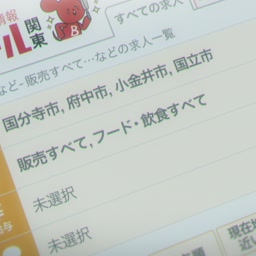 情報
関東
すべての求人
など- 販売すべて…などの求人一覧
国分寺市, 府中市, 小金井市, 国立市
販売すべて, フード・飲食すべて
未選択
未選択
現在地
近い